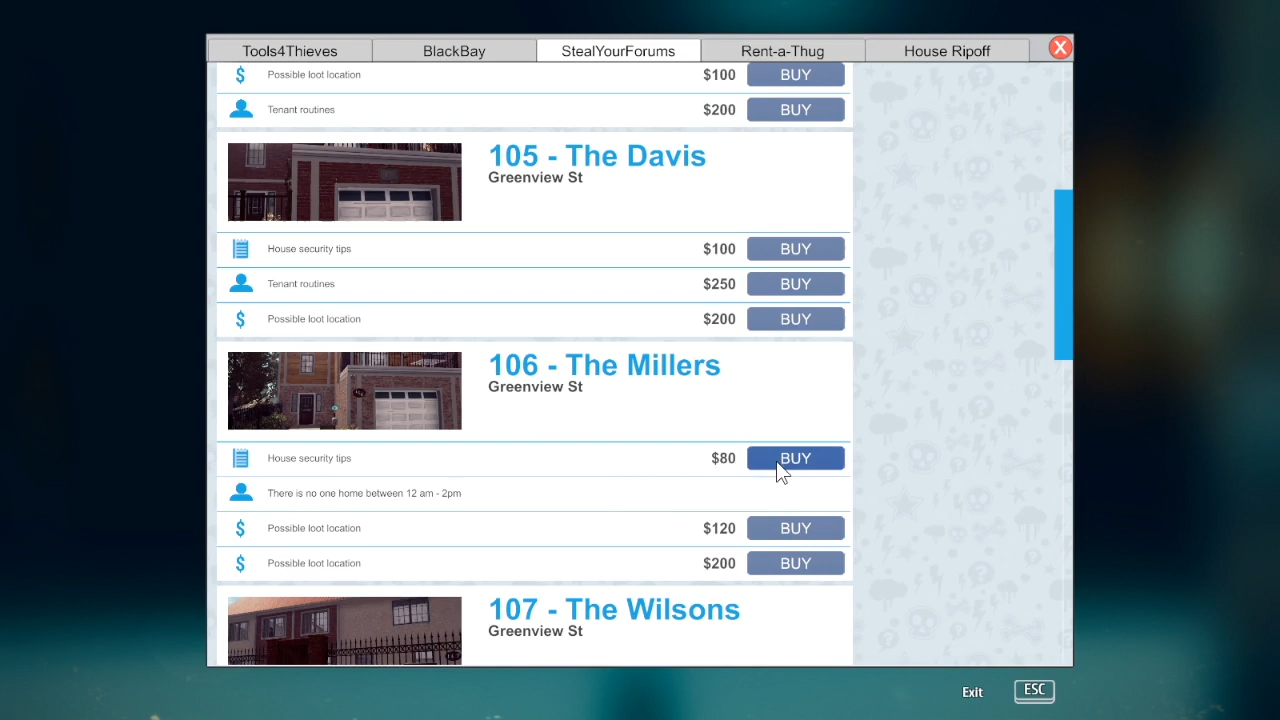 Tools4Thieves BlackBay StealYourForums Rent-a-Thug House Ripoff X
$ Possible loot location $100 BUY
Tenant routines $200 BUY
105 - The Davis
Greenview St
House security tips $100 BUY
Tenant routines $250 BUY
$ Possible loot location $200 BUY
106 - The Millers
Greenview St
House security tips $80 BUY
There is no one home between 12 am - 2pm
$ Possible loot location $120 BUY
$ Possible loot location $200 BUY
107 - The Wilsons
Greenview St
Exit ESC